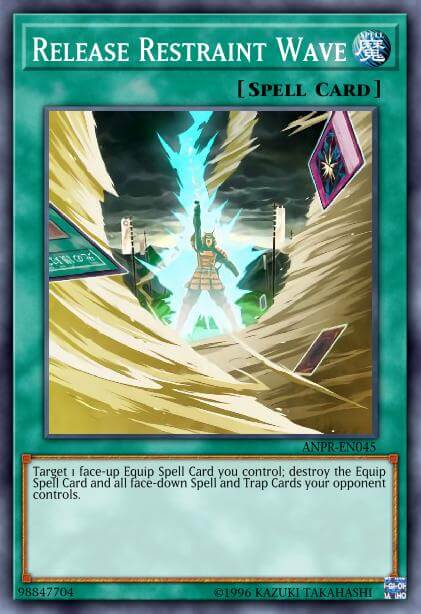 Release Restraint Wave
[Spell Card]
ANPR-EN045
Target 1 face-up Equip Spell Card you control; destroy the Equip
Spell Card and all face-down Spell and Trap Cards your opponent
controls.
98847704
©1996 KAZUKI TAKAHASHI